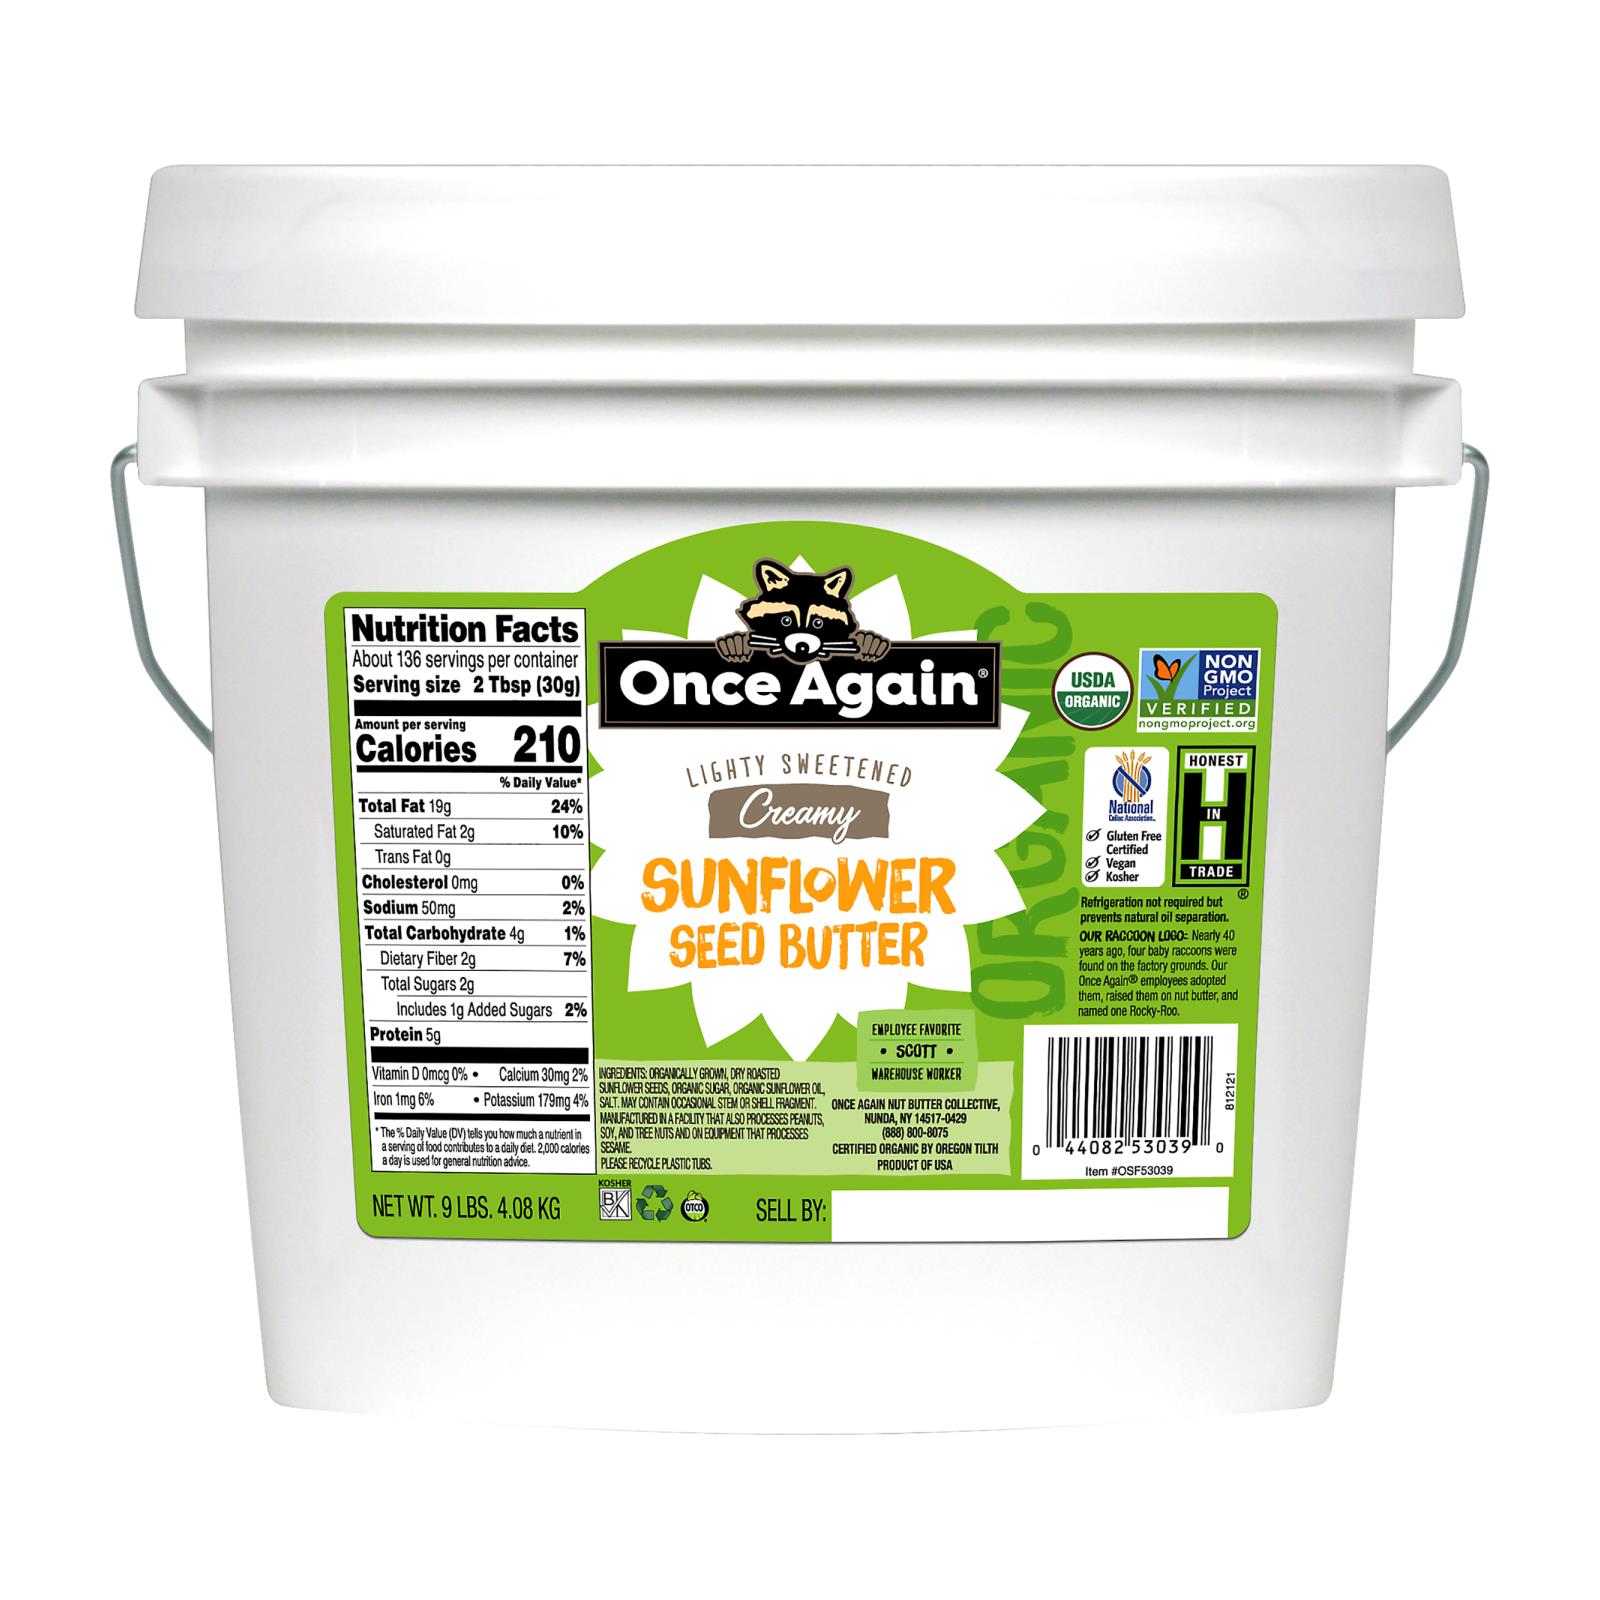 Nutrition Facts
About 136 servings per container
Serving size 2 Tbsp (30g)
Amount per serving
Calories 210
% Daily Value*
Total Fat 19g 24%
Saturated Fat 2g 10%
Trans Fat 0g
Cholesterol 0mg 0%
Sodium 50mg 2%
Total Carbohydrate 4g 1%
Dietary Fiber 2g 7%
Total Sugars 2g
Includes 1g Added Sugars 2%
Protein 5g
Vitamin D 0mcg 0% • Calcium 30mg 2%
Iron 1mg 6% • Potassium 179mg 4%
* The % Daily Value (DV) tells you how much a nutrient in
a serving of food contributes to a daily diet. 2,000 calories
a day is used for general nutrition advice.
NET WT. 9 LBS. 4.08 KG
Once Again®
LIGHTY SWEETENED
Creamy
SUNFLOWER
SEED BUTTER
ORGANIC
EMPLOYEE FAVORITE
• SCOTT •
WAREHOUSE WORKER
INGREDIENTS: ORGANICALLY GROWN, DRY ROASTED
SUNFLOWER SEEDS, ORGANIC SUGAR, ORGANIC SUNFLOWER OIL,
SALT. MAY CONTAIN OCCASIONAL STEM OR SHELL FRAGMENT.
MANUFACTURED IN A FACILITY THAT ALSO PROCESSES PEANUTS,
SOY, AND TREE NUTS AND ON EQUIPMENT THAT PROCESSES
SESAME.
PLEASE RECYCLE PLASTIC TUBS.
ONCE AGAIN NUT BUTTER COLLECTIVE,
NUNDA, NY 14517-0429
(888) 800-8075
CERTIFIED ORGANIC BY OREGON TILTH
PRODUCT OF USA
KOSHER
BVK
OTCO
SELL BY:
USDA
ORGANIC
NON
GMO
Project
VERIFIED
nongmoproject.org
National
Celiac Association
Gluten Free
Certified
Vegan
Kosher
HONEST
H
IN
TRADE
®
Refrigeration not required but
prevents natural oil separation.
OUR RACCOON LOGO: Nearly 40
years ago, four baby raccoons were
found on the factory grounds. Our
Once Again® employees adopted
them, raised them on nut butter, and
named one Rocky-Roo.
812121
0 44082 53039 0
Item #OSF53039